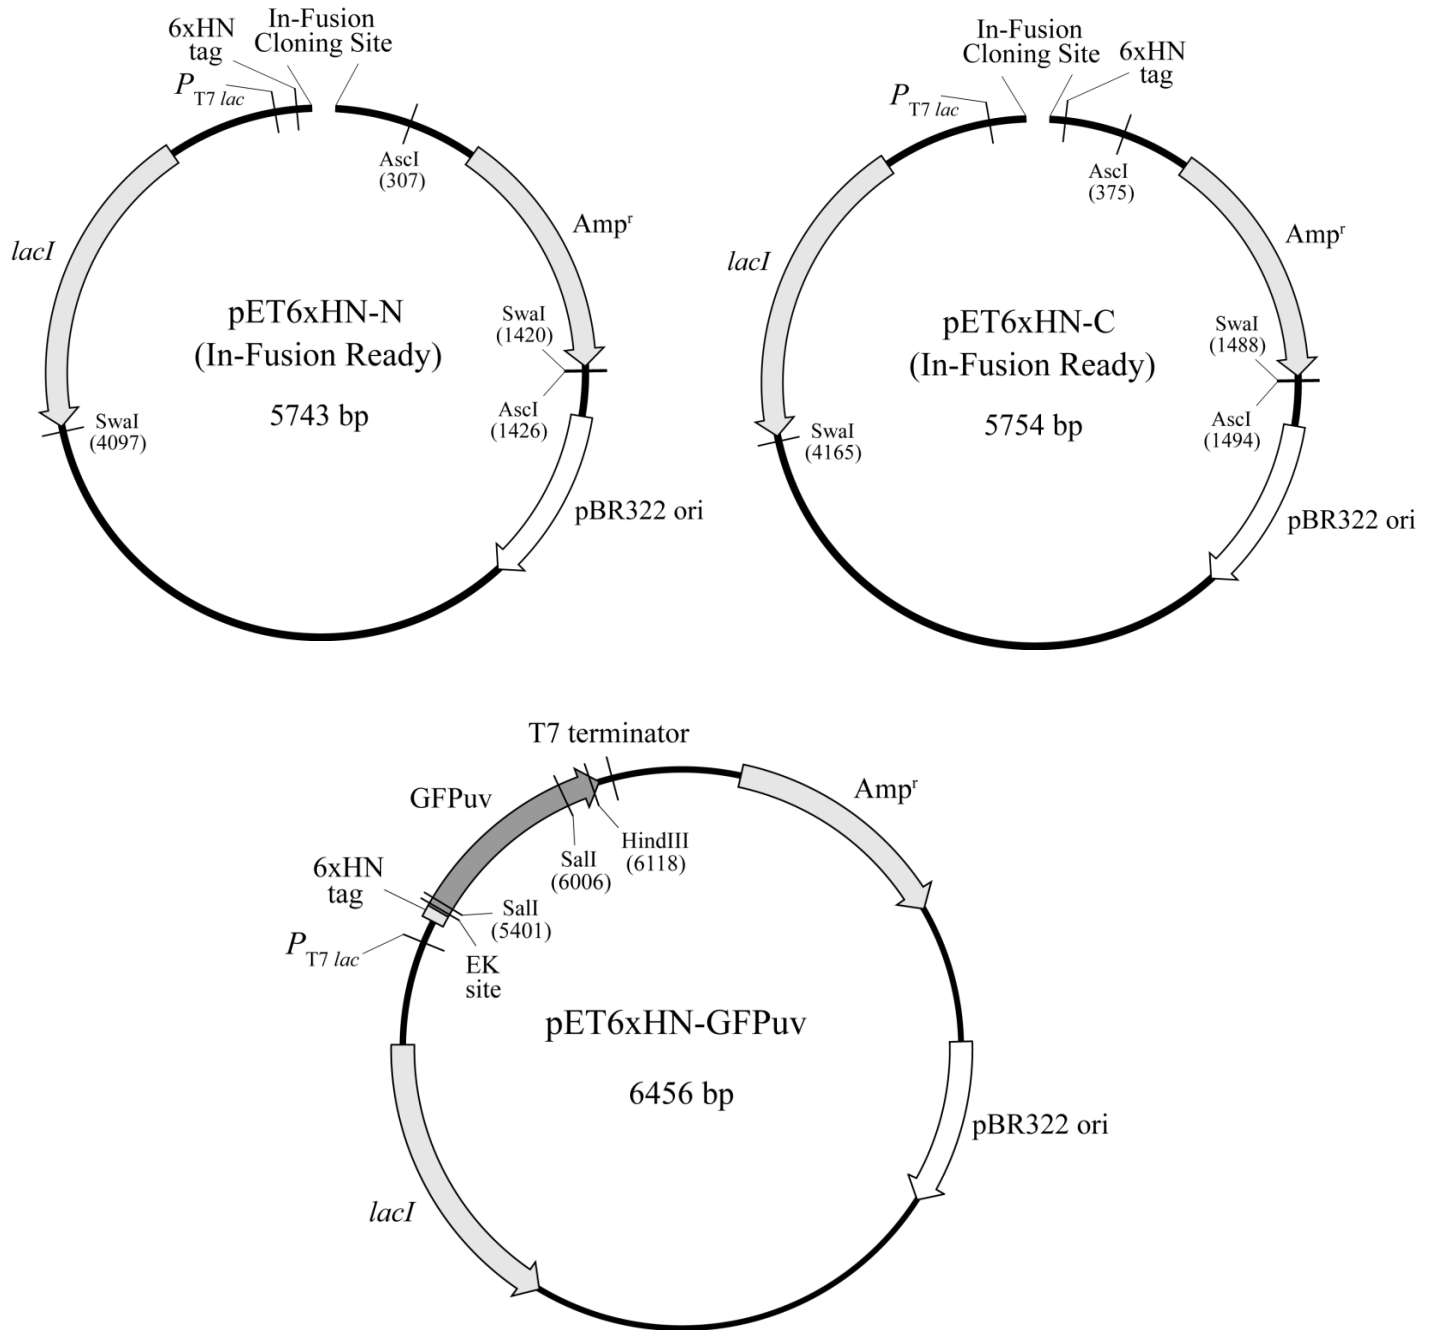 6xHN
tag
In-Fusion
Cloning Site
P T7 lac
AscI
(307)
Ampʳ
lacI
pET6xHN-N
(In-Fusion Ready)
5743 bp
SwaI
(1420)
AscI
(1426)
SwaI
(4097)
pBR322 ori
In-Fusion
Cloning Site
6xHN
tag
P T7 lac
AscI
(375)
Ampʳ
lacI
pET6xHN-C
(In-Fusion Ready)
5754 bp
SwaI
(1488)
AscI
(1494)
SwaI
(4165)
pBR322 ori
T7 terminator
GFPuv
Ampʳ
HindIII
(6118)
SalI
(6006)
6xHN
tag
SalI
(5401)
P T7 lac
EK
site
pET6xHN-GFPuv
6456 bp
pBR322 ori
lacI